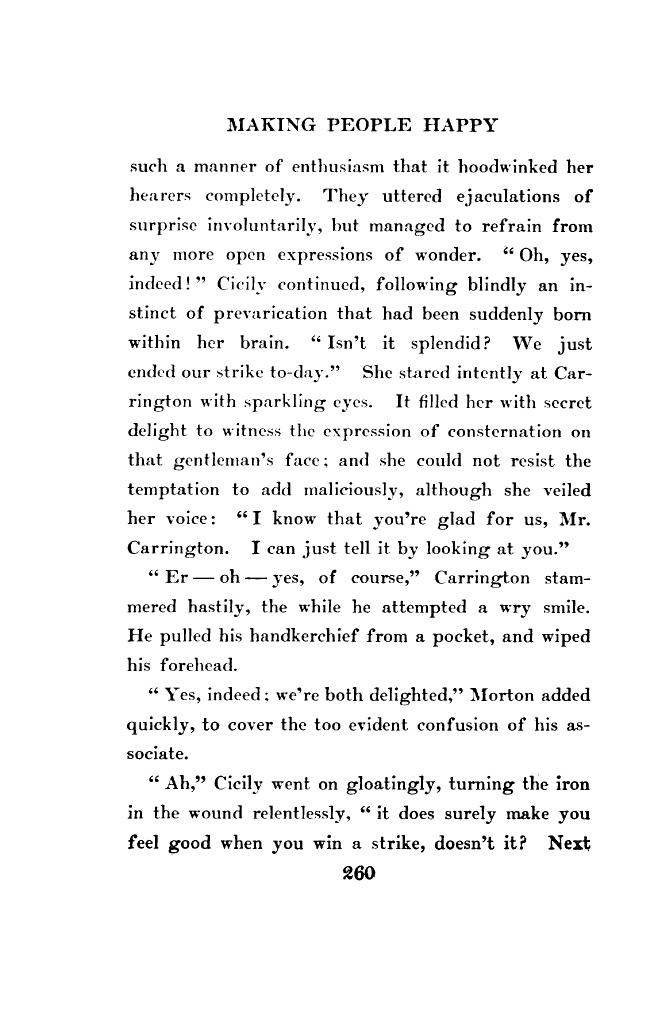 MAKING PEOPLE HAPPY
such a manner of enthusiasm that it hoodwinked her
hearers completely. They uttered ejaculations of
surprise involuntarily, but managed to refrain from
any more open expressions of wonder. “ Oh, yes,
indeed! ” Cicily continued, following blindly an in-
stinct of prevarication that had been suddenly born
within her brain. “ Isn't it splendid? We just
ended our strike to-day.” She stared intently at Car-
rington with sparkling eyes. It filled her with secret
delight to witness the expression of consternation on
that gentleman's face; and she could not resist the
temptation to add maliciously, although she veiled
her voice: “ I know that you're glad for us, Mr.
Carrington. I can just tell it by looking at you.”
“ Er — oh — yes, of course,” Carrington stam-
mered hastily, the while he attempted a wry smile.
He pulled his handkerchief from a pocket, and wiped
his forehead.
“ Yes, indeed; we're both delighted,” Morton added
quickly, to cover the too evident confusion of his as-
sociate.
“ Ah,” Cicily went on gloatingly, turning the iron
in the wound relentlessly, “ it does surely make you
feel good when you win a strike, doesn't it? Next
260